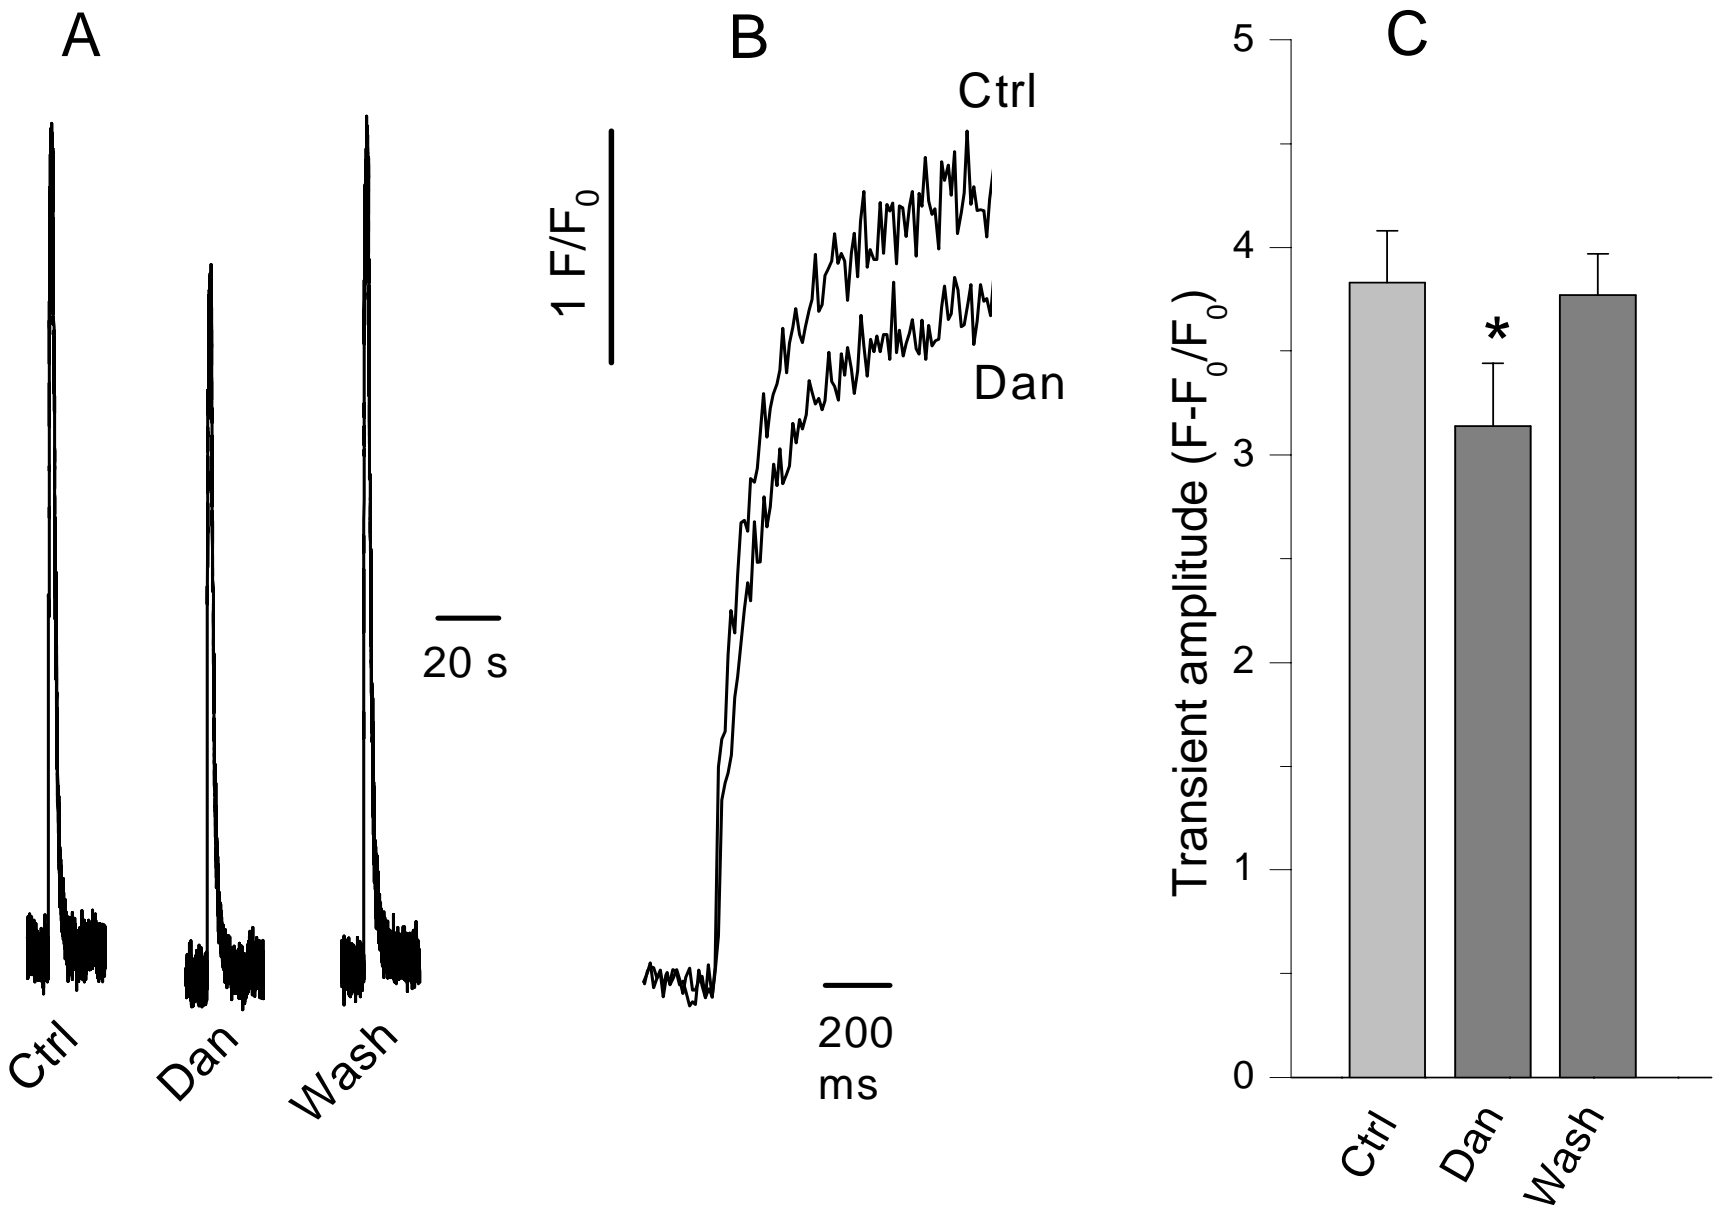 A
Ctrl
Dan
Wash
20 s
B
1 F/F0
Ctrl
Dan
200
ms
C
Transient amplitude (F-F0/F0)
5
4
3
2
1
0
*
Ctrl
Dan
Wash